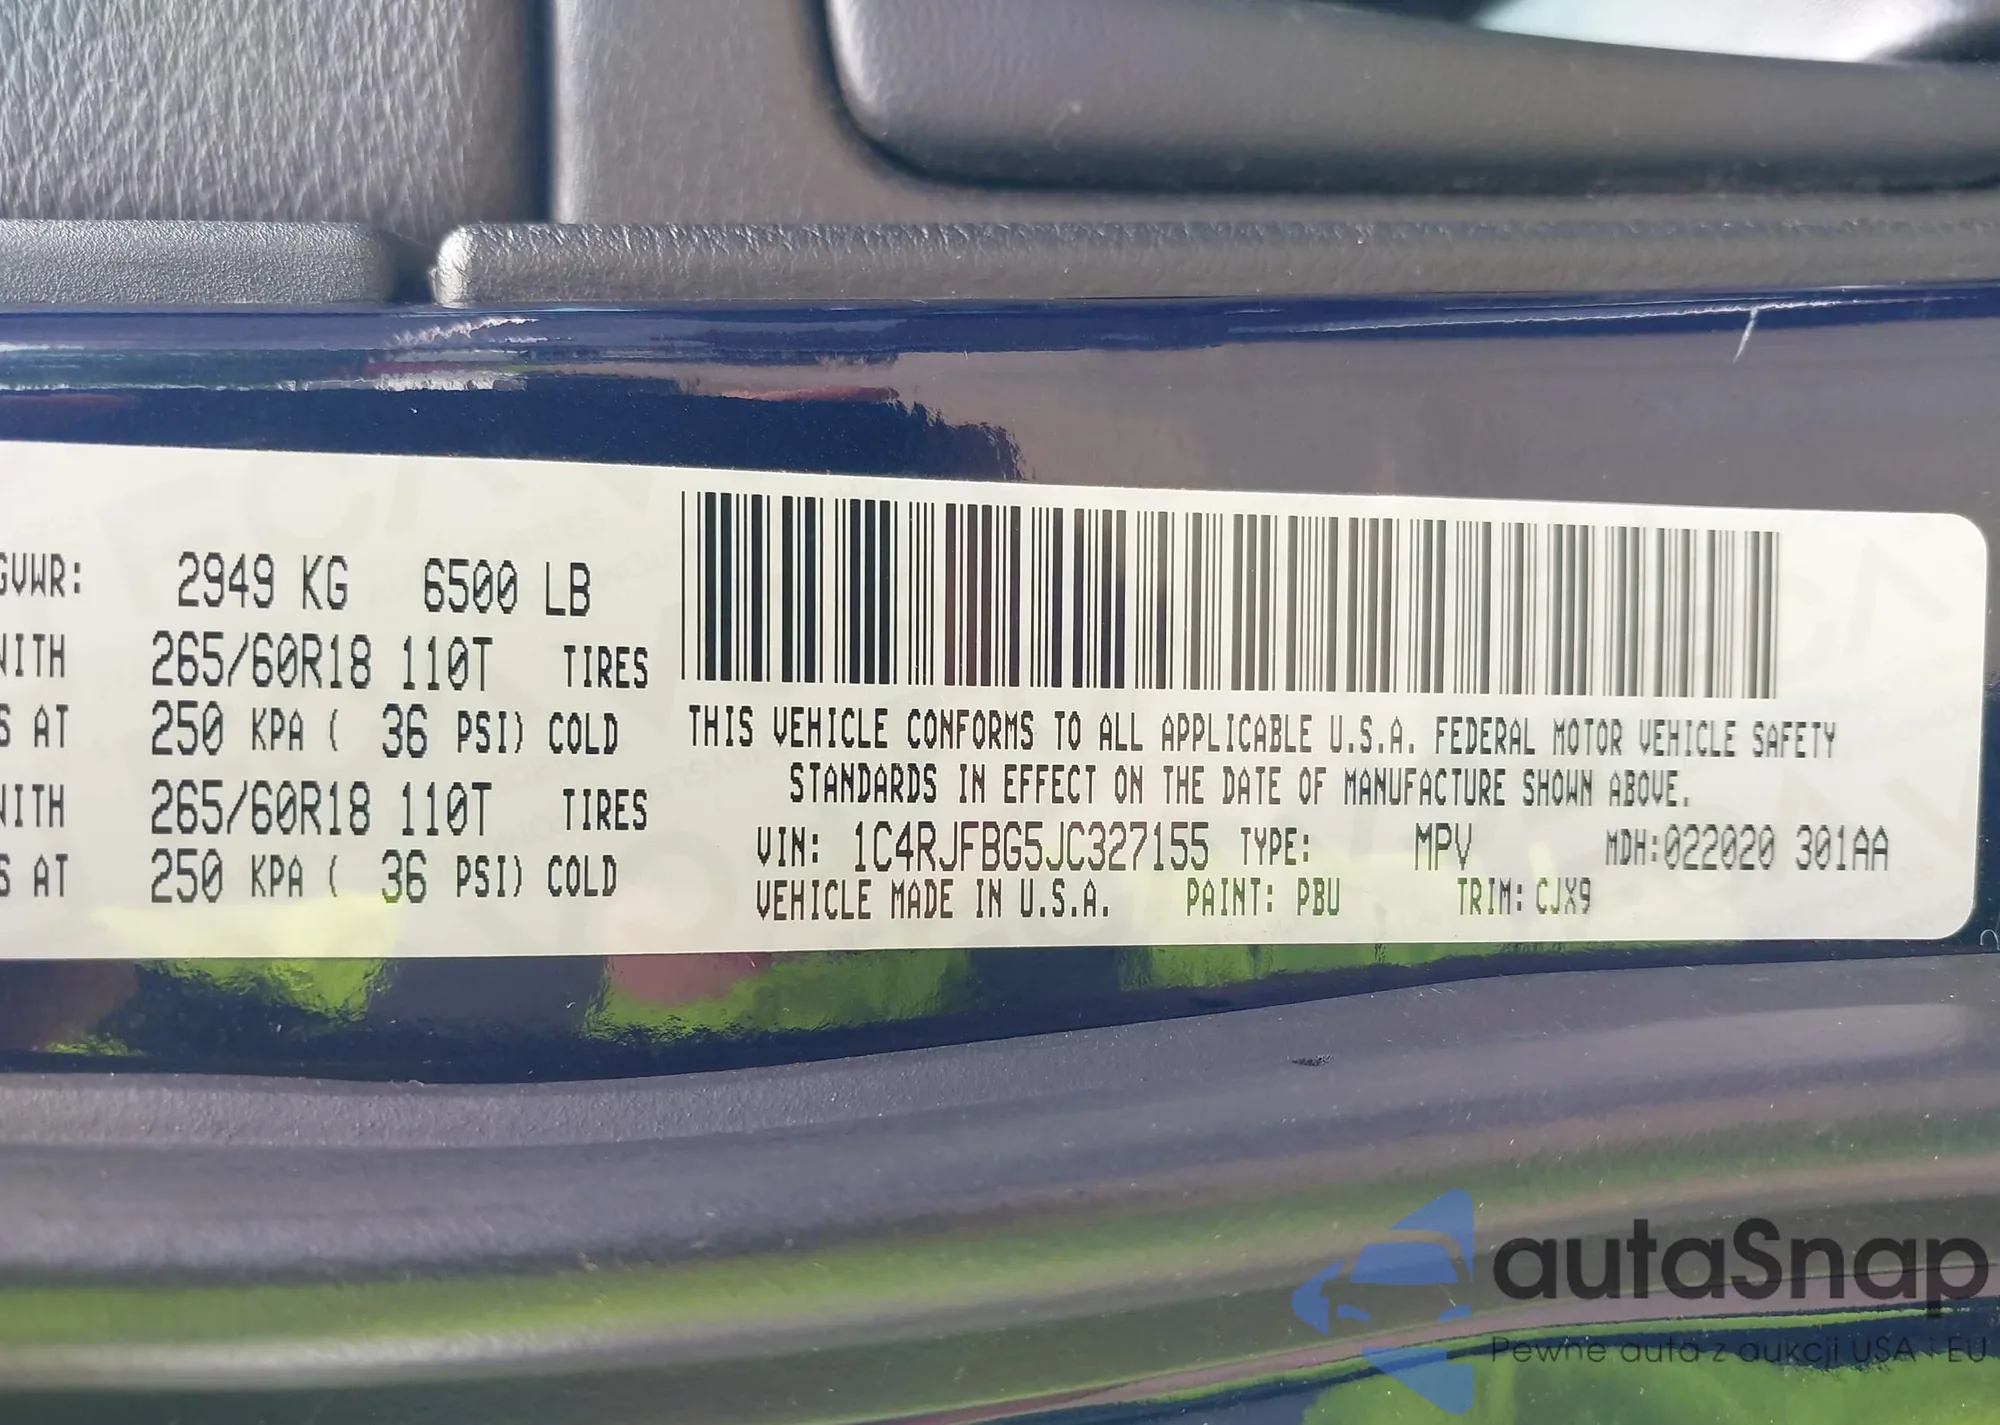 GVWR: 2949 KG 6500 LB
WITH 265/60R18 110T TIRES
S AT 250 KPA ( 36 PSI) COLD
WITH 265/60R18 110T TIRES
S AT 250 KPA ( 36 PSI) COLD
THIS VEHICLE CONFORMS TO ALL APPLICABLE U.S.A. FEDERAL MOTOR VEHICLE SAFETY
STANDARDS IN EFFECT ON THE DATE OF MANUFACTURE SHOWN ABOVE.
VIN: 1C4RJFBG5JC327155 TYPE: MPV MDH:022020 301AA
VEHICLE MADE IN U.S.A. PAINT: PBU TRIM: CJX9
autaSnap
Pewne auta z aukcji USA i EU